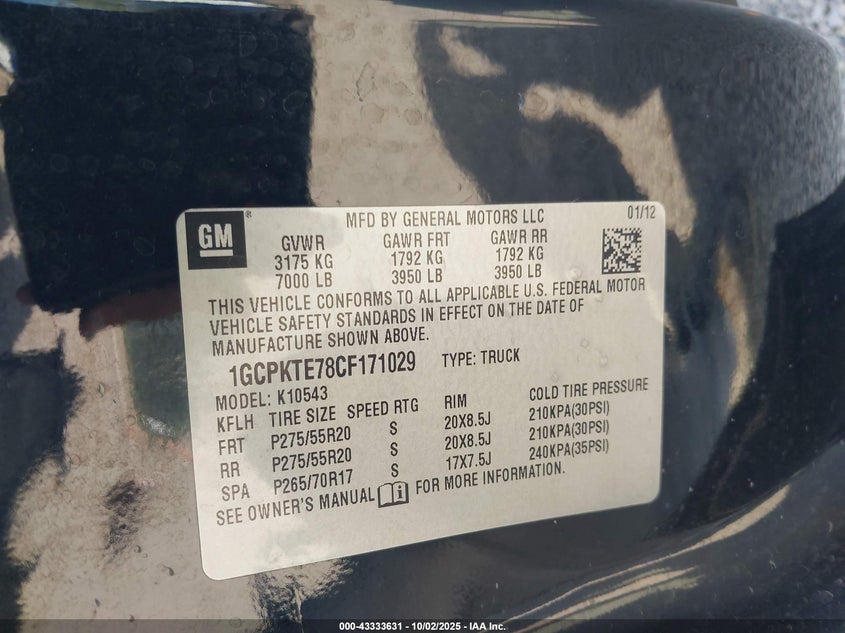 GM ®
MFD BY GENERAL MOTORS LLC 01/12
GVWR GAWR FRT GAWR RR
3175 KG 1792 KG 1792 KG
7000 LB 3950 LB 3950 LB
THIS VEHICLE CONFORMS TO ALL APPLICABLE U.S. FEDERAL MOTOR
VEHICLE SAFETY STANDARDS IN EFFECT ON THE DATE OF
MANUFACTURE SHOWN ABOVE.
1GCPKTE78CF171029 TYPE: TRUCK
MODEL: K10543
KFLH TIRE SIZE SPEED RTG RIM COLD TIRE PRESSURE
FRT P275/55R20 S 20X8.5J 210KPA(30PSI)
RR P275/55R20 S 20X8.5J 210KPA(30PSI)
SPA P265/70R17 S 17X7.5J 240KPA(35PSI)
SEE OWNER'S MANUAL i FOR MORE INFORMATION.
000-43333631 - 10/02/2025 - IAA Inc.